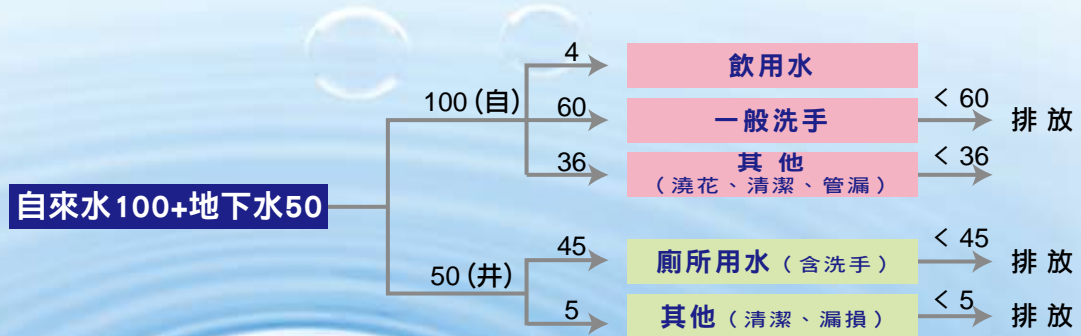 4
飲用水
100 (自)
60
一般洗手
< 60
排放
36
其他
(澆花、清潔、管漏)
< 36
自來水100+地下水50
45
廁所用水 (含洗手)
< 45
排放
50 (井)
5
其他 (清潔、漏損)
< 5
排放